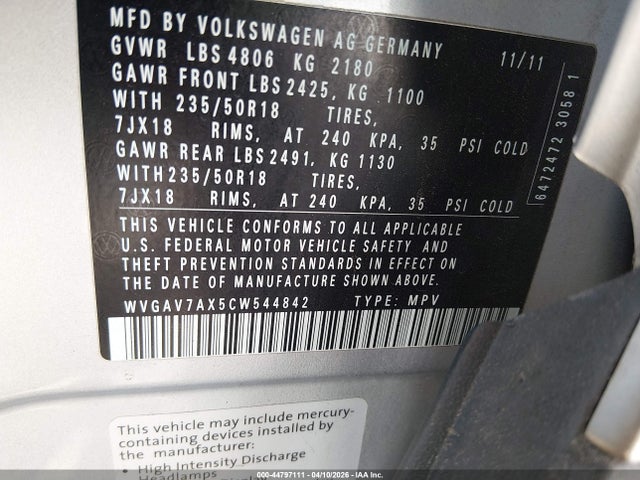 MFD BY VOLKSWAGEN AG GERMANY 11/11
GVWR LBS 4806 KG 2180
GAWR FRONT LBS 2425, KG 1100
WITH 235/50R18 TIRES,
7JX18 RIMS, AT 240 KPA, 35 PSI COLD
GAWR REAR LBS 2491, KG 1130
WITH 235/50R18 TIRES,
7JX18 RIMS, AT 240 KPA, 35 PSI COLD
THIS VEHICLE CONFORMS TO ALL APPLICABLE
U.S. FEDERAL MOTOR VEHICLE SAFETY AND
THEFT PREVENTION STANDARDS IN EFFECT ON
THE DATE OF MANUFACTURE SHOWN ABOVE.
WVGAV7AX5CW544842 TYPE: MPV
6472472 3058 1
This vehicle may include mercury-
containing devices installed by
the manufacturer:
• High Intensity Discharge
Headlamps
000-44797111 - 04/10/2026 - IAA Inc.